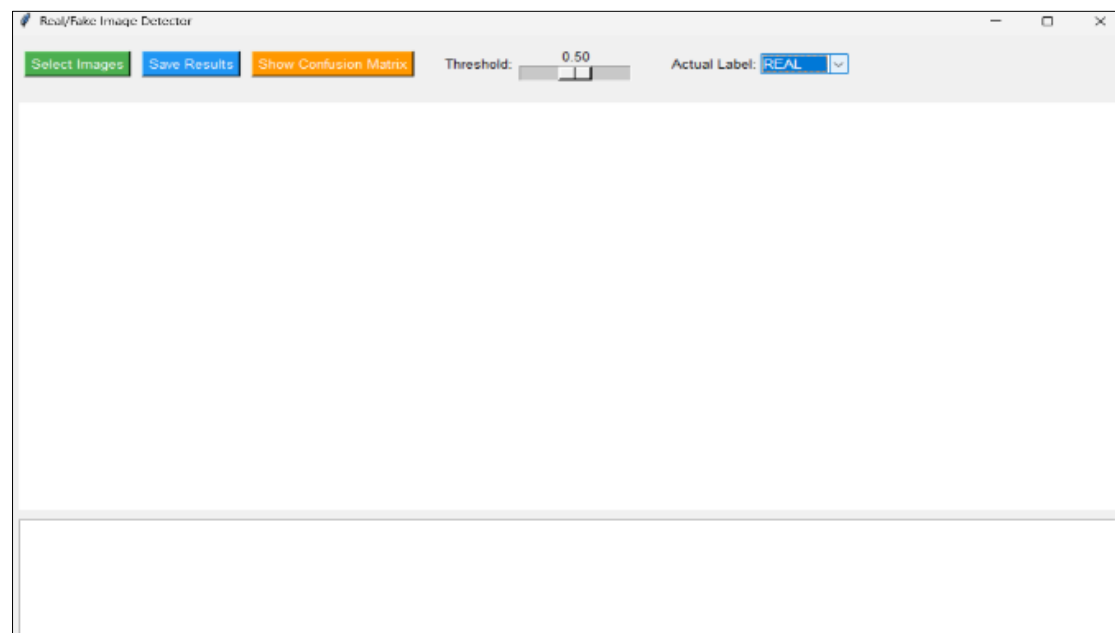 Real/Fake Image Detector
Select Images Save Results Show Confusion Matrix Threshold: 0.50 Actual Label: REAL